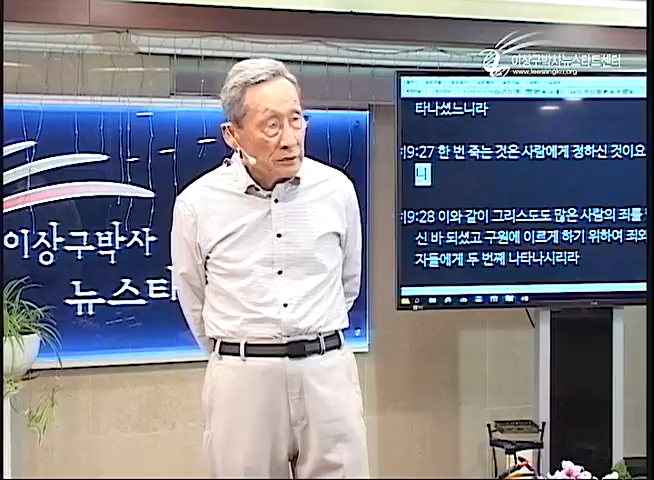 이상구박사뉴스타트센터
www.leesangku.org
타나셨느니라
히9:27 한 번 죽는 것은 사람에게 정하신 것이요
니
히9:28 이와 같이 그리스도도 많은 사람의 죄를
신 바 되셨고 구원에 이르게 하기 위하여 죄와
자들에게 두 번째 나타나시리라
이상구박사
뉴스타